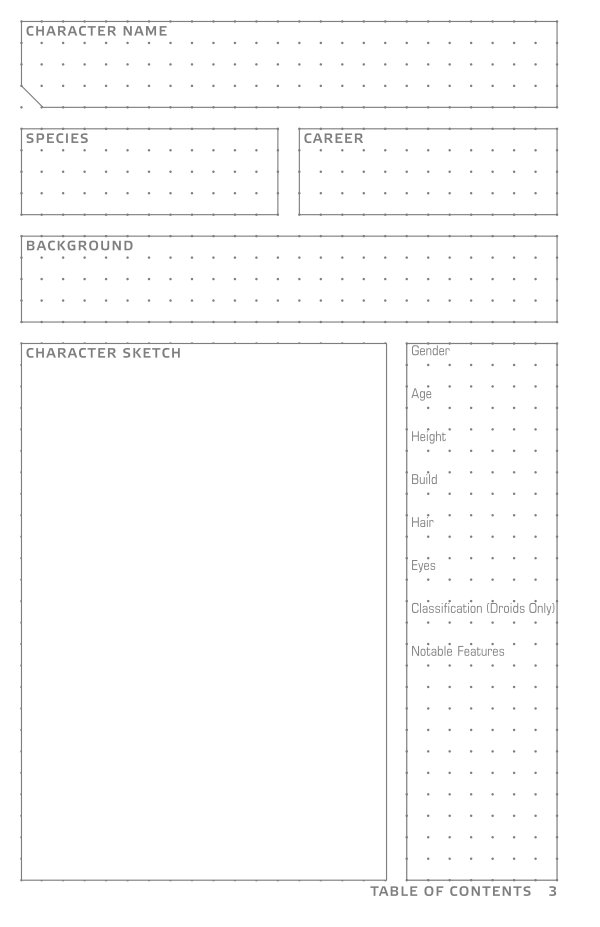 CHARACTER NAME
SPECIES
CAREER
BACKGROUND
CHARACTER SKETCH
Gender
Age
Height
Build
Hair
Eyes
Classification (Droids Only)
Notable Features
TABLE OF CONTENTS 3